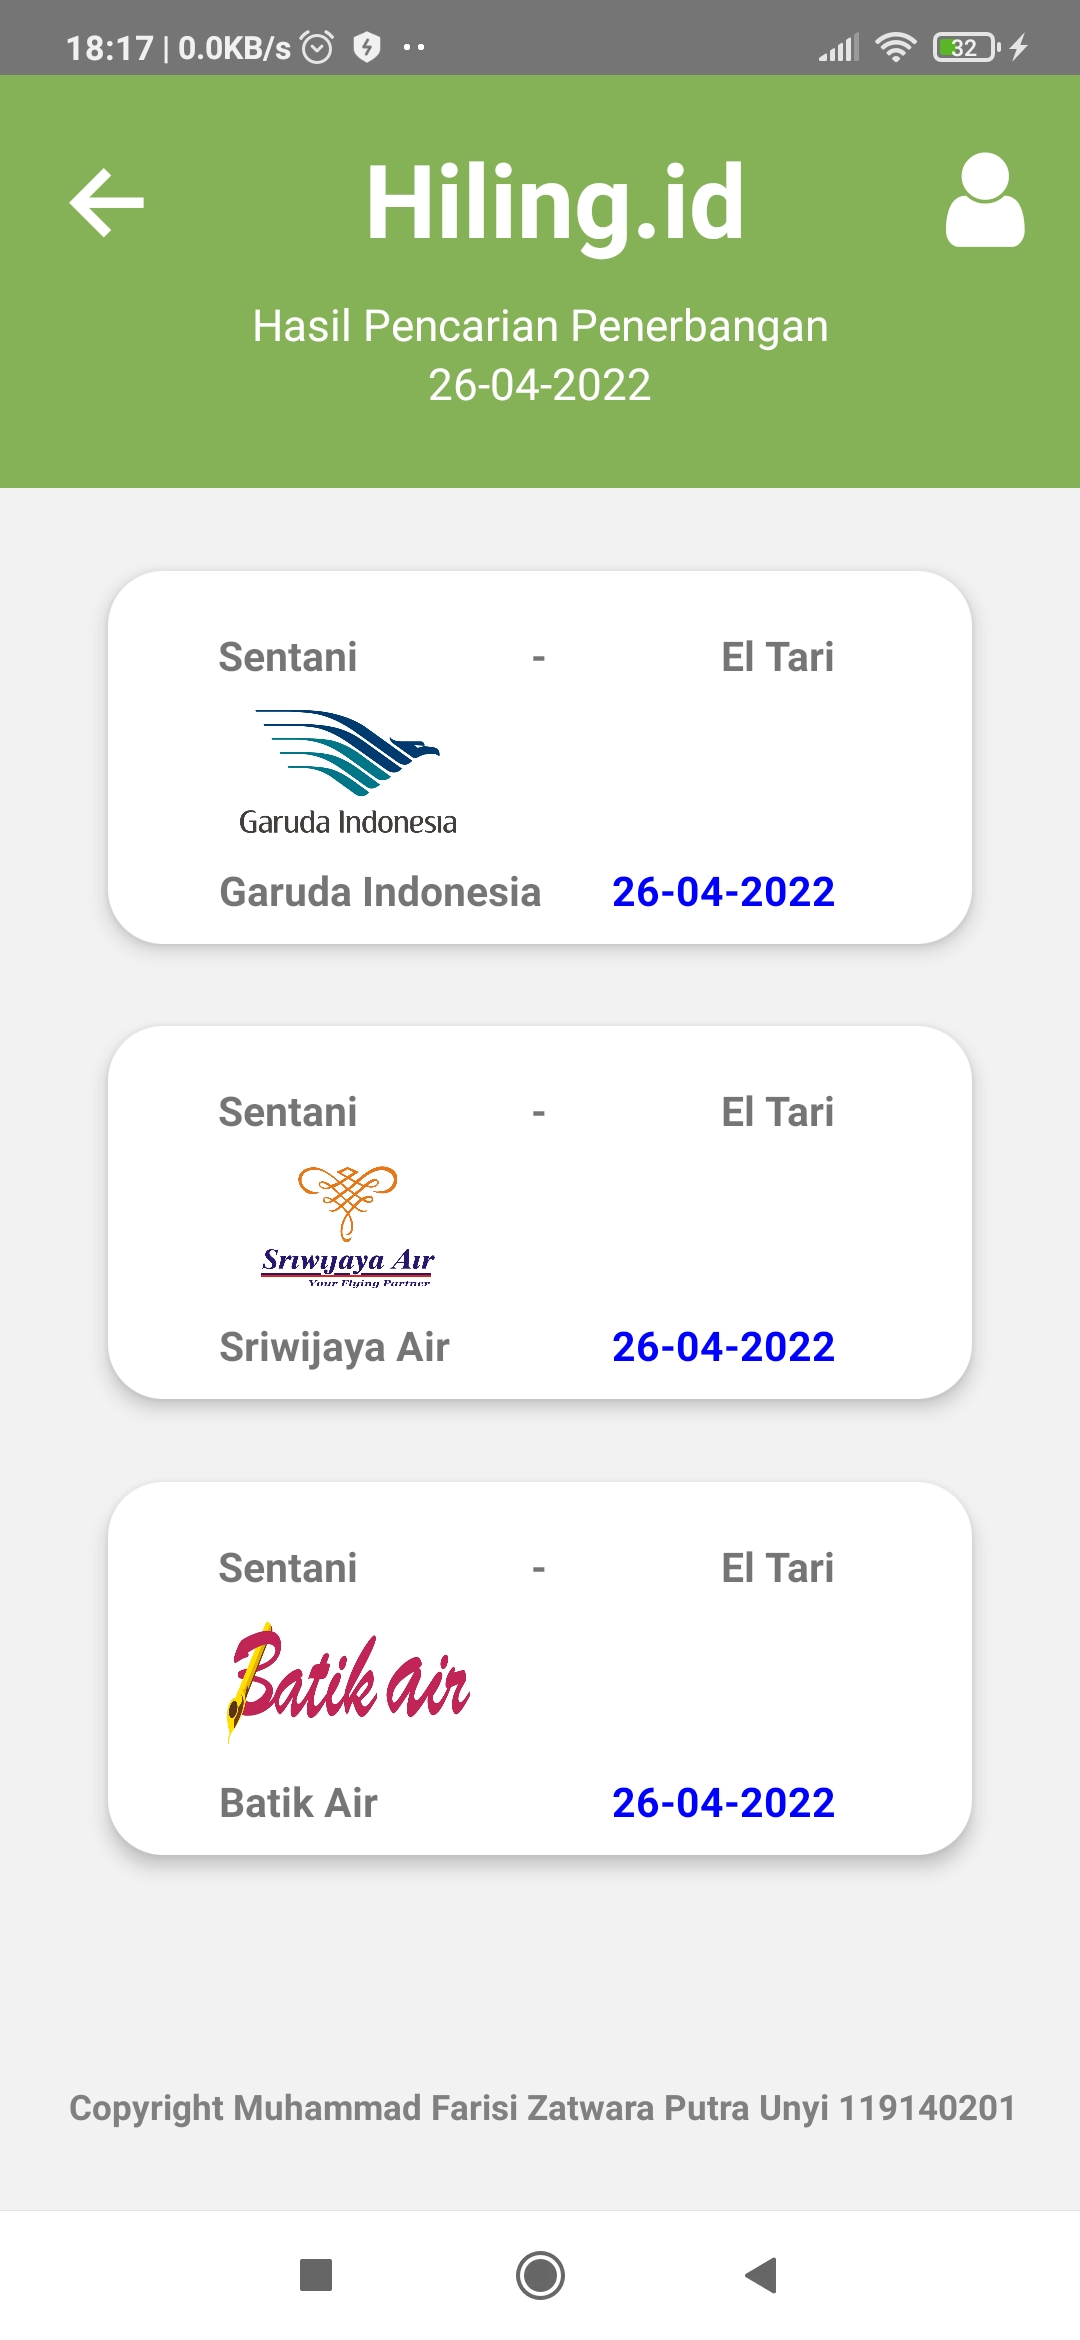 18:17 | 0.0KB/s
32
Hiling.id
Hasil Pencarian Penerbangan
26-04-2022
Sentani - El Tari
Garuda Indonesia
Garuda Indonesia 26-04-2022
Sentani - El Tari
Sriwijaya Air
Your Flying Partner
Sriwijaya Air 26-04-2022
Sentani - El Tari
Batik air
Batik Air 26-04-2022
Copyright Muhammad Farisi Zatwara Putra Unyi 119140201